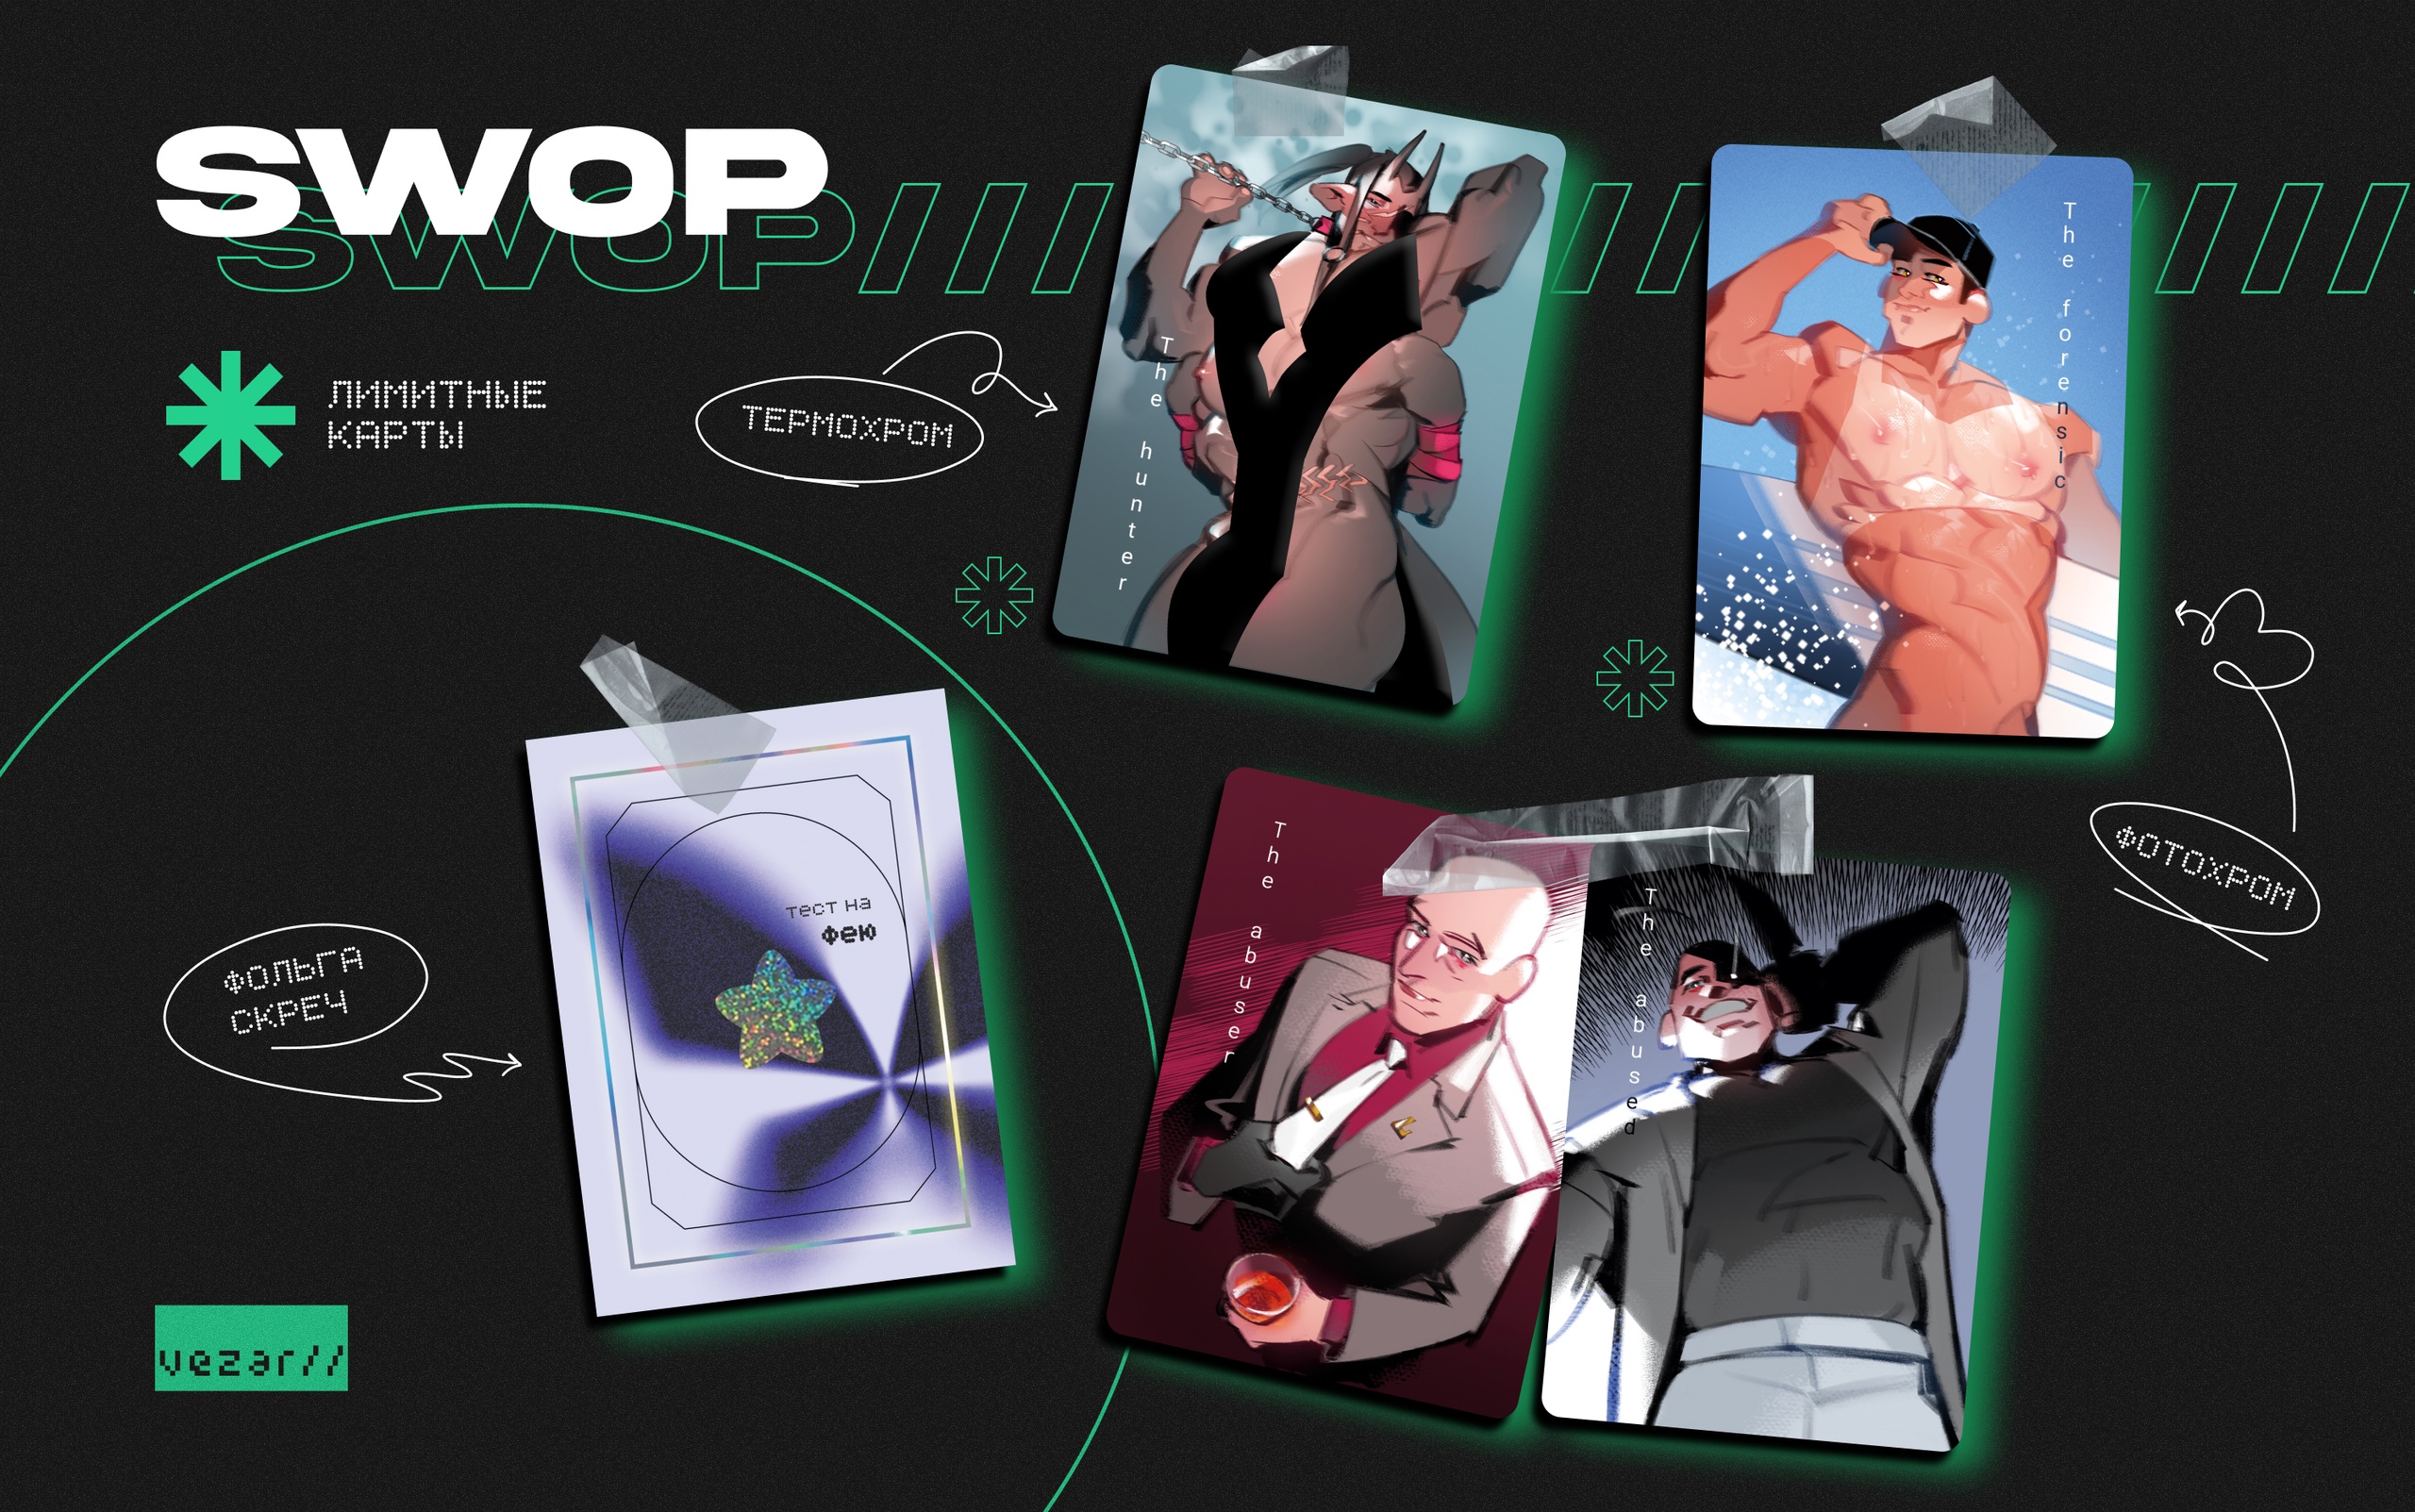 SWOP
SWOP
ЛИМИТНЫЕ
КАРТЫ
ТЕРМОХРОМ
The hunter
The forensic
ФОТОХРОМ
тест на
фею
ФОЛЬГА
СКРЕЧ
The abuser
The abused
vezar//